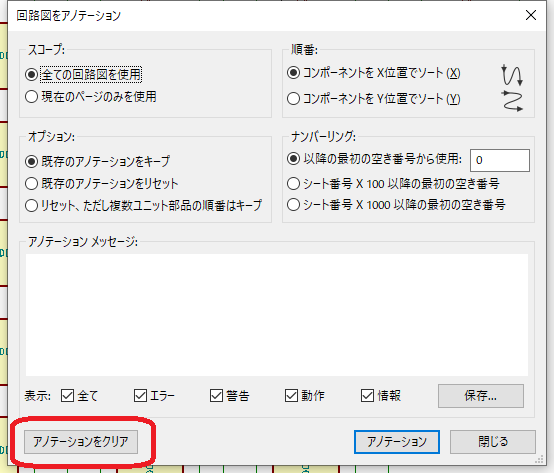 回路図をアノテーション
スコープ:
全ての回路図を使用
現在のページのみを使用
順番:
コンポーネントを X位置でソート (X)
コンポーネントを Y位置でソート (Y)
オプション:
既存のアノテーションをキープ
既存のアノテーションをリセット
リセット、ただし複数ユニット部品の順番はキープ
ナンバーリング:
以降の最初の空き番号から使用: 0
シート番号 X 100 以降の最初の空き番号
シート番号 X 1000 以降の最初の空き番号
アノテーション メッセージ:
表示: 全て エラー 警告 動作 情報 保存...
アノテーションをクリア アノテーション 閉じる